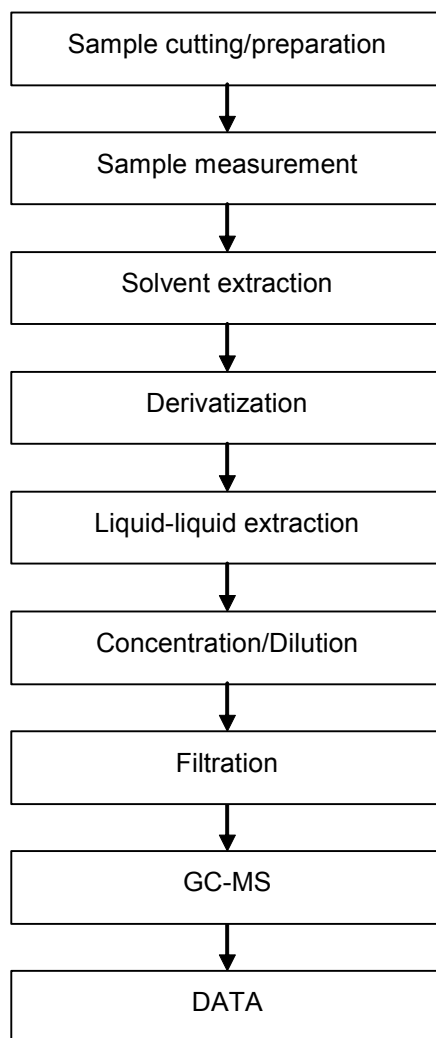 Sample cutting/preparation
Sample measurement
Solvent extraction
Derivatization
Liquid-liquid extraction
Concentration/Dilution
Filtration
GC-MS
DATA